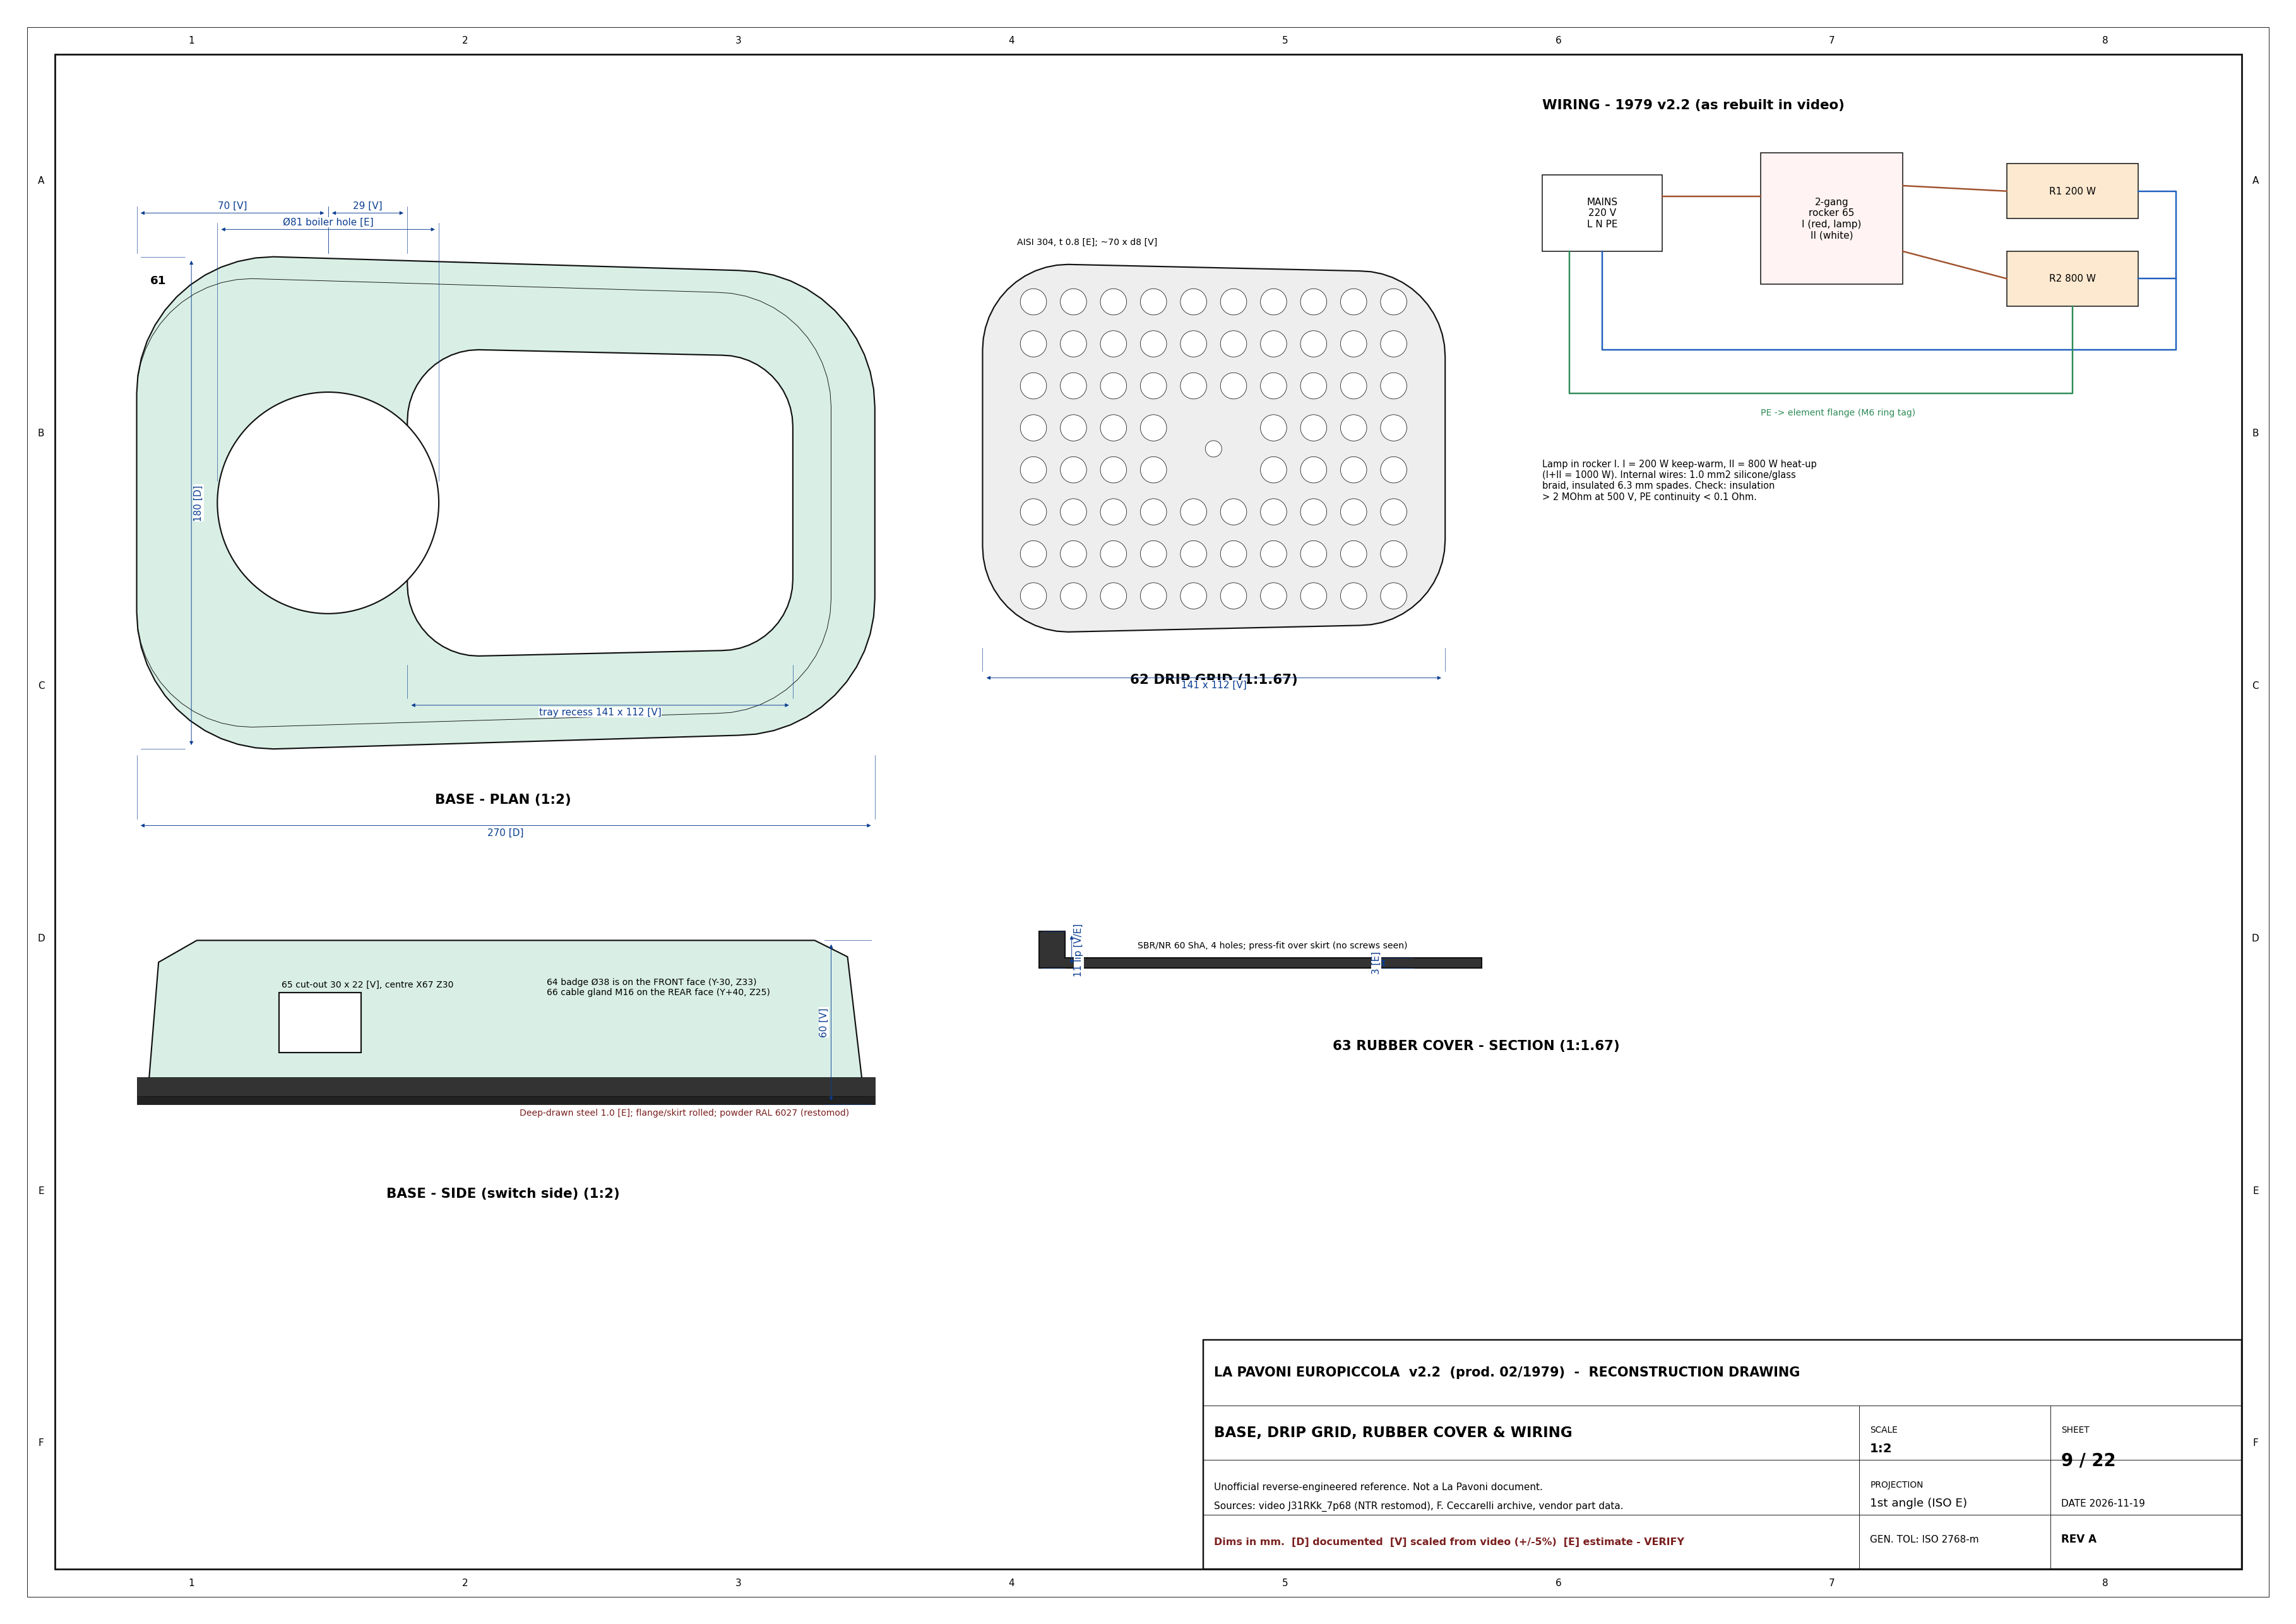 1 2 3 4 5 6 7 8
A A
B B
C C
D D
E E
F F
WIRING - 1979 v2.2 (as rebuilt in video)
MAINS
220 V
L N PE
2-gang
rocker 65
I (red, lamp)
II (white)
R1 200 W
R2 800 W
PE -> element flange (M6 ring tag)
Lamp in rocker I. I = 200 W keep-warm, II = 800 W heat-up
(I+II = 1000 W). Internal wires: 1.0 mm2 silicone/glass
braid, insulated 6.3 mm spades. Check: insulation
> 2 MOhm at 500 V, PE continuity < 0.1 Ohm.
70 [V]
29 [V]
Ø81 boiler hole [E]
61
180 [D]
tray recess 141 x 112 [V]
BASE - PLAN (1:2)
270 [D]
AISI 304, t 0.8 [E]; ~70 x d8 [V]
62 DRIP GRID (1:1.67)
141 x 112 [V]
65 cut-out 30 x 22 [V], centre X67 Z30
64 badge Ø38 is on the FRONT face (Y-30, Z33)
66 cable gland M16 on the REAR face (Y+40, Z25)
60 [V]
Deep-drawn steel 1.0 [E]; flange/skirt rolled; powder RAL 6027 (restomod)
BASE - SIDE (switch side) (1:2)
11 lip [V/E]
SBR/NR 60 ShA, 4 holes; press-fit over skirt (no screws seen)
3 [E]
63 RUBBER COVER - SECTION (1:1.67)
LA PAVONI EUROPICCOLA v2.2 (prod. 02/1979) - RECONSTRUCTION DRAWING
BASE, DRIP GRID, RUBBER COVER & WIRING
SCALE
1:2
SHEET
9 / 22
Unofficial reverse-engineered reference. Not a La Pavoni document.
Sources: video J31RKk_7p68 (NTR restomod), F. Ceccarelli archive, vendor part data.
PROJECTION
1st angle (ISO E)
DATE 2026-11-19
Dims in mm. [D] documented [V] scaled from video (+/-5%) [E] estimate - VERIFY
GEN. TOL: ISO 2768-m
REV A
1 2 3 4 5 6 7 8